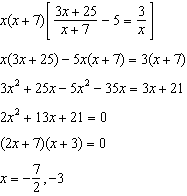 x(x+7)[(3x+25)/(x+7) − 5 = 3/x]
x(3x+25) − 5x(x+7) = 3(x+7)
3x² + 25x − 5x² − 35x = 3x + 21
2x² + 13x + 21 = 0
(2x+7)(x+3) = 0
x = −7/2, −3